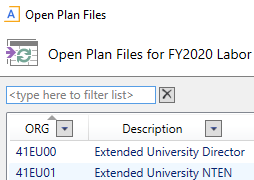 Open Plan Files
Open Plan Files for FY2020 Labor
<type here to filter list>
ORG Description
41EU00 Extended University Director
41EU01 Extended University NTEN